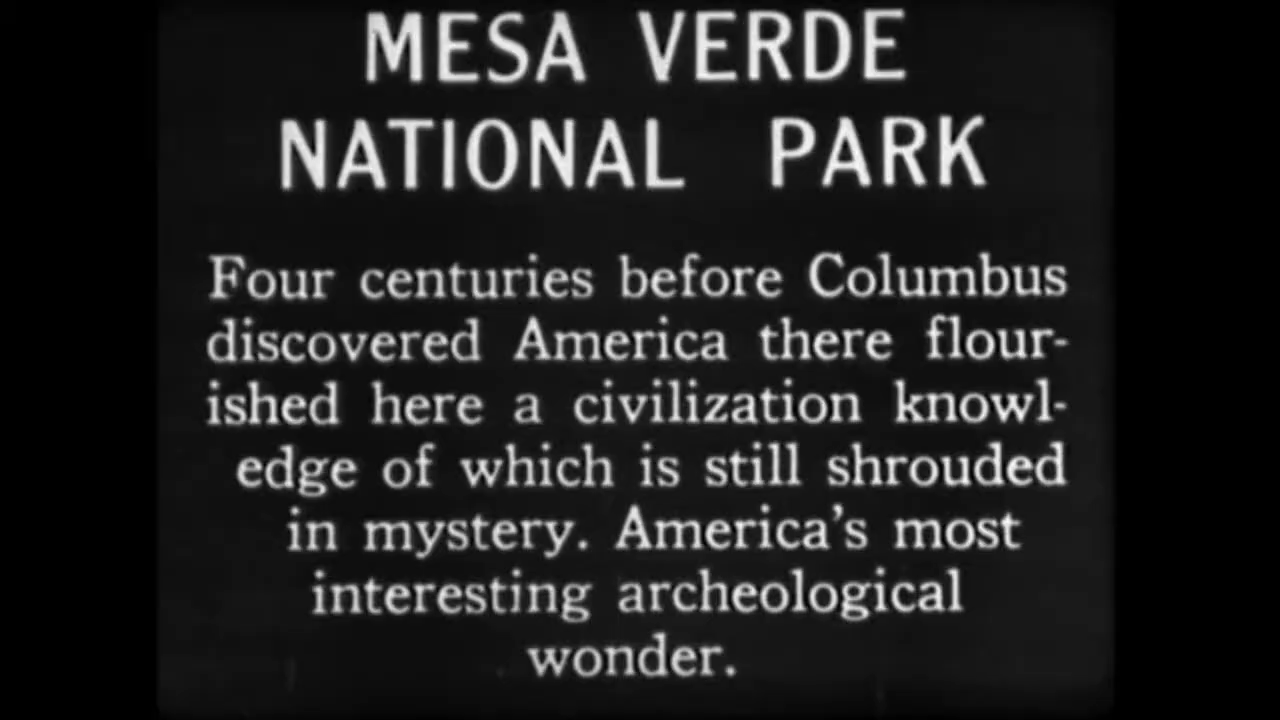 MESA VERDE
NATIONAL PARK
Four centuries before Columbus
discovered America there flour-
ished here a civilization knowl-
edge of which is still shrouded
in mystery. America's most
interesting archeological
wonder.